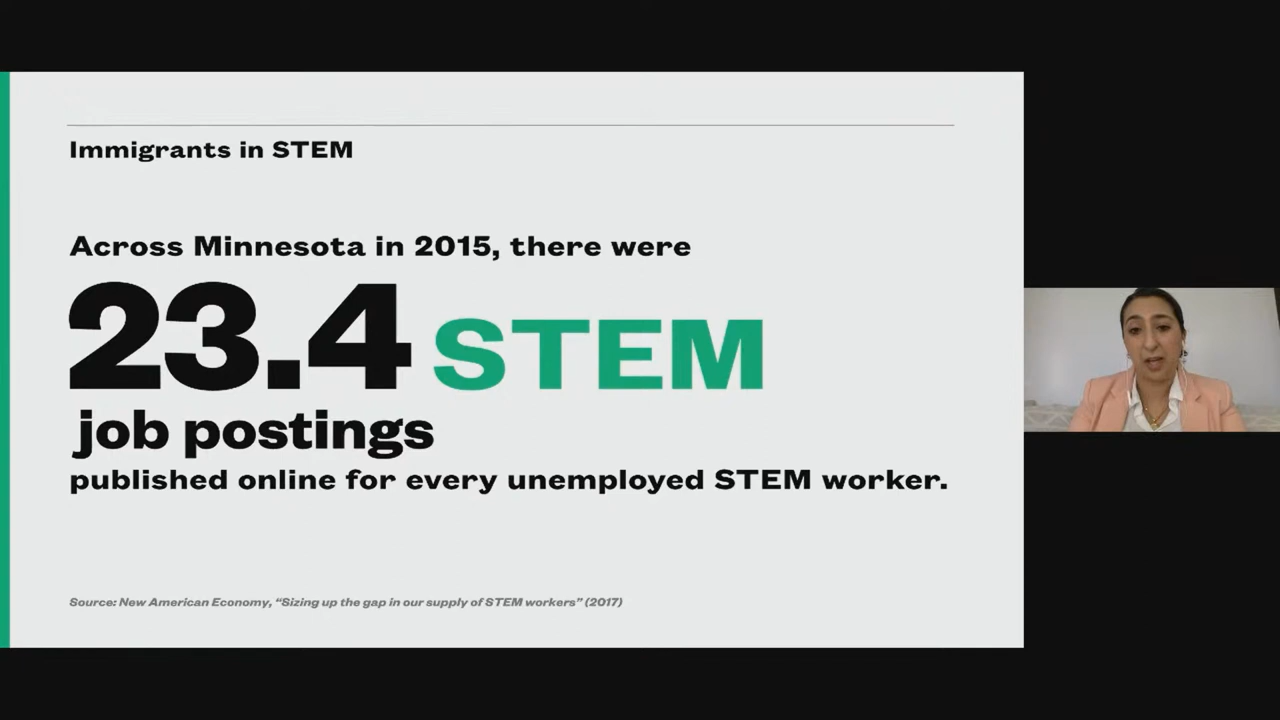 Immigrants in STEM
Across Minnesota in 2015, there were
23.4 STEM
job postings
published online for every unemployed STEM worker.
Source: New American Economy, “Sizing up the gap in our supply of STEM workers” (2017)